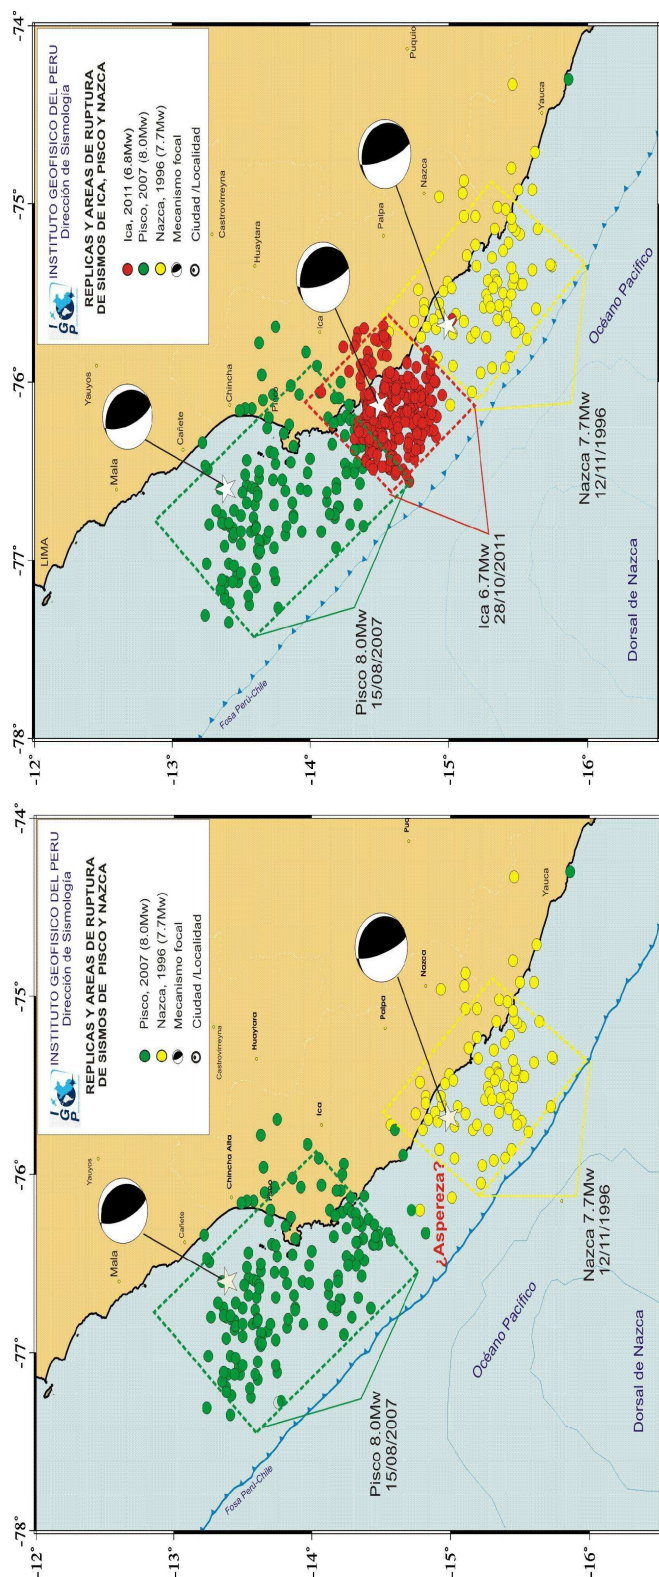 -78°
-77°
-76°
-75°
-74°
-12°
-13°
-14°
-15°
-16°
IGP
INSTITUTO GEOFISICO DEL PERU
Dirección de Sismología
REPLICAS Y AREAS DE RUPTURA
DE SISMOS DE PISCO Y NAZCA
Pisco, 2007 (8.0Mw)
Nazca, 1996 (7.7Mw)
Mecanismo focal
Ciudad /Localidad
Yauyos
Mala
Cañete
Castrovirreyna
Chincha Alta
Huaytara
Pisco
Ica
Palpa
Puc
Nazca
Yauca
Fosa Perú-Chile
Pisco 8.0Mw
15/08/2007
¿Aspereza?
Océano Pacífico
Nazca 7.7Mw
12/11/1996
Dorsal de Nazca
-78°
-77°
-76°
-75°
-74°
-12°
-13°
-14°
-15°
-16°
IGP
INSTITUTO GEOFISICO DEL PERU
Dirección de Sismología
REPLICAS Y AREAS DE RUPTURA
DE SISMOS DE ICA, PISCO Y NAZCA
Ica, 2011 (6.8Mw)
Pisco, 2007 (8.0Mw)
Nazca, 1996 (7.7Mw)
Mecanismo focal
Ciudad /Localidad
LIMA
Yauyos
Mala
Cañete
Castrovirreyna
Chincha
Huaytara
Pisco
Ica
Palpa
Puquio
Nazca
Yauca
Fosa Perú-Chile
Pisco 8.0Mw
15/08/2007
Ica 6.7Mw
28/10/2011
Nazca 7.7Mw
12/11/1996
Océano Pacífico
Dorsal de Nazca